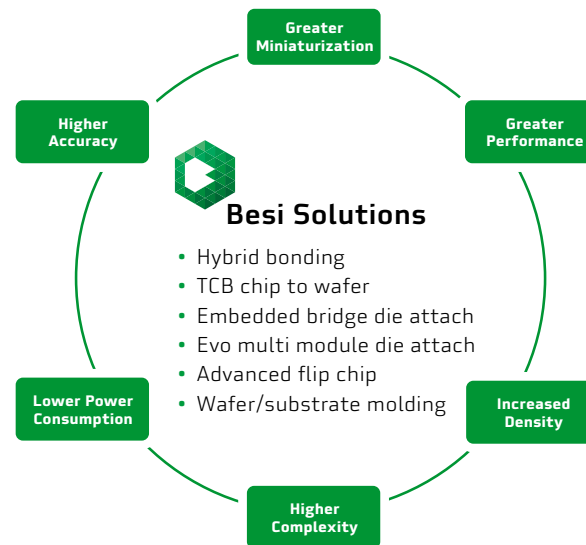 Greater
Miniaturization
Higher
Accuracy
Greater
Performance
Besi Solutions
• Hybrid bonding
• TCB chip to wafer
• Embedded bridge die attach
• Evo multi module die attach
• Advanced flip chip
• Wafer/substrate molding
Lower Power
Consumption
Increased
Density
Higher
Complexity